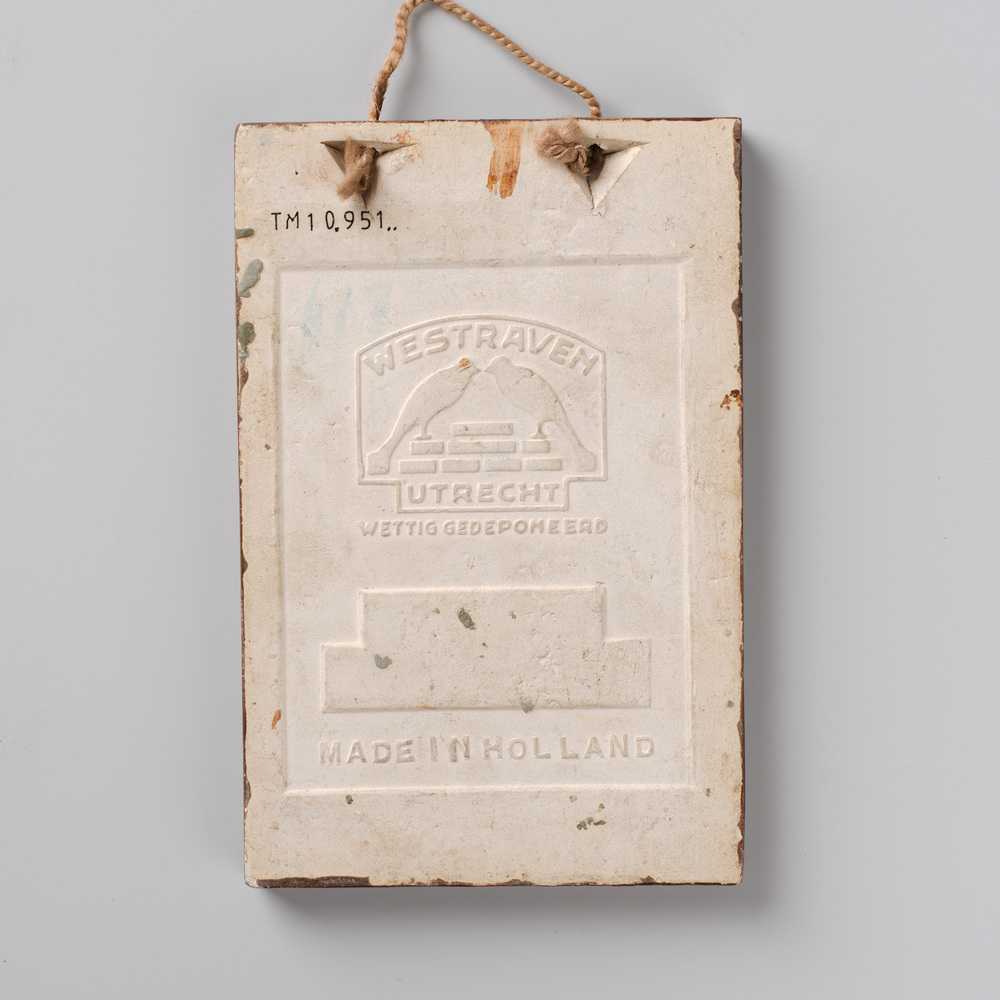 TM10.951..
WESTRAVEN
UTRECHT
WETTIG GEDEPONEERD
MADE IN HOLLAND